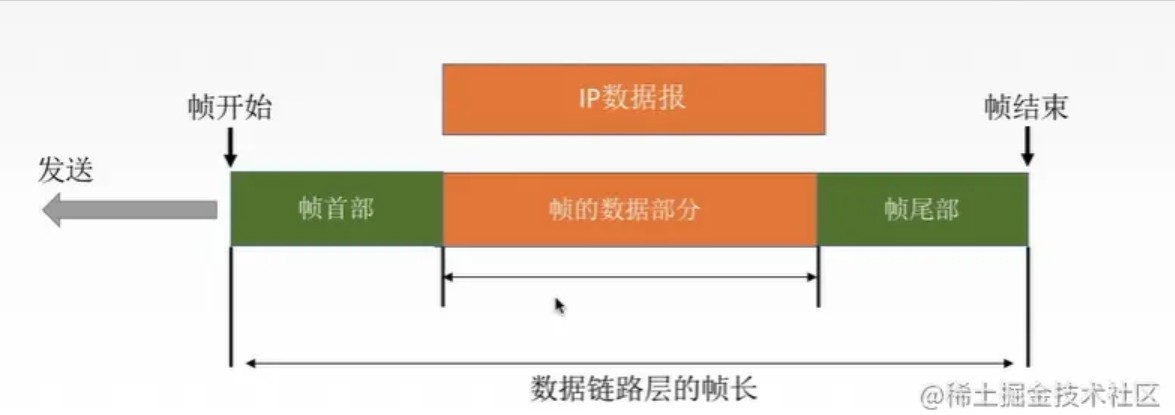 IP数据报
帧开始
帧结束
发送
帧首部
帧的数据部分
帧尾部
数据链路层的帧长
@稀土掘金技术社区